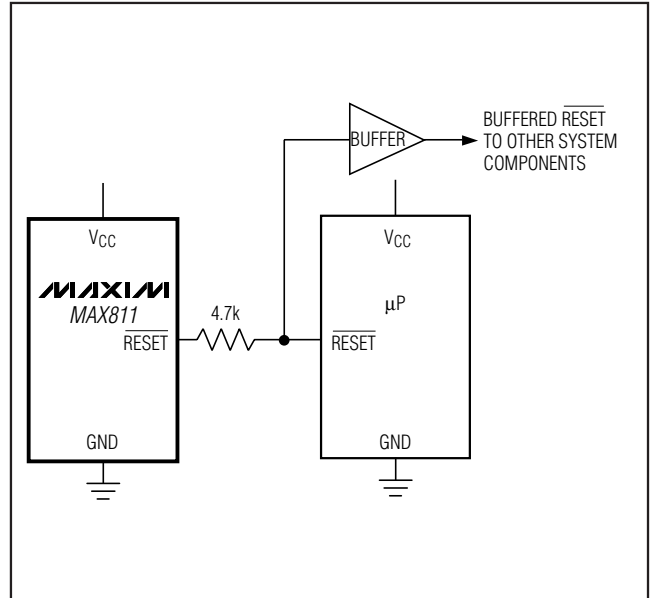 BUFFER
BUFFERED RESET
TO OTHER SYSTEM
COMPONENTS
VCC
MAXIM
MAX811
RESET
GND
4.7k
VCC
μP
RESET
GND